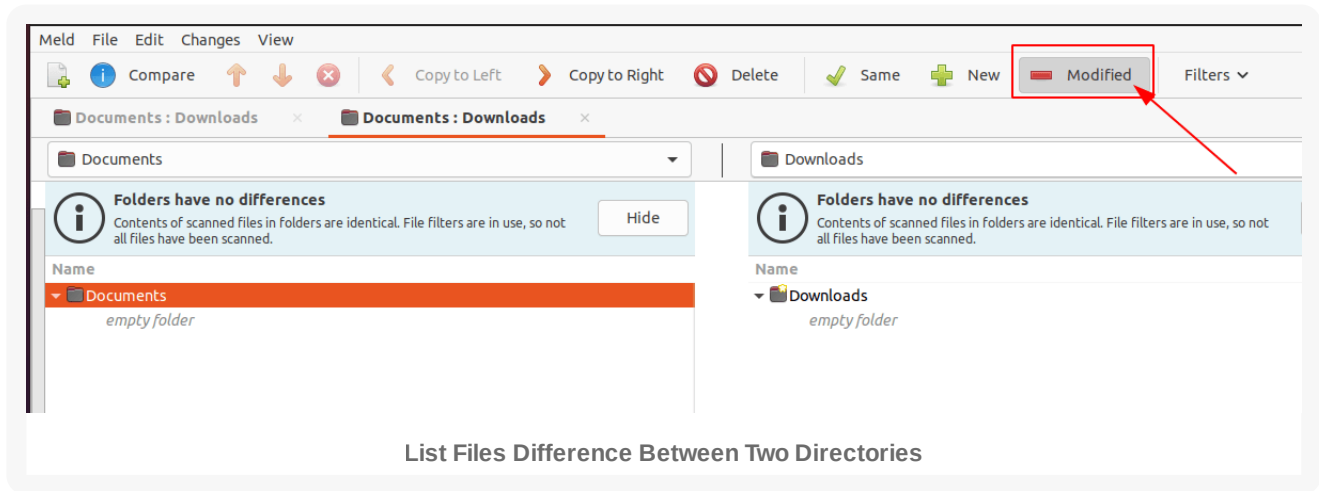 Meld File Edit Changes View
Compare Copy to Left Copy to Right Delete Same New Modified Filters
Documents : Downloads × Documents : Downloads ×
Documents Downloads
Folders have no differences
Contents of scanned files in folders are identical. File filters are in use, so not
all files have been scanned.
Hide
Folders have no differences
Contents of scanned files in folders are identical. File filters are in use, so not
all files have been scanned.
Name Name
Documents Downloads
empty folder empty folder
List Files Difference Between Two Directories